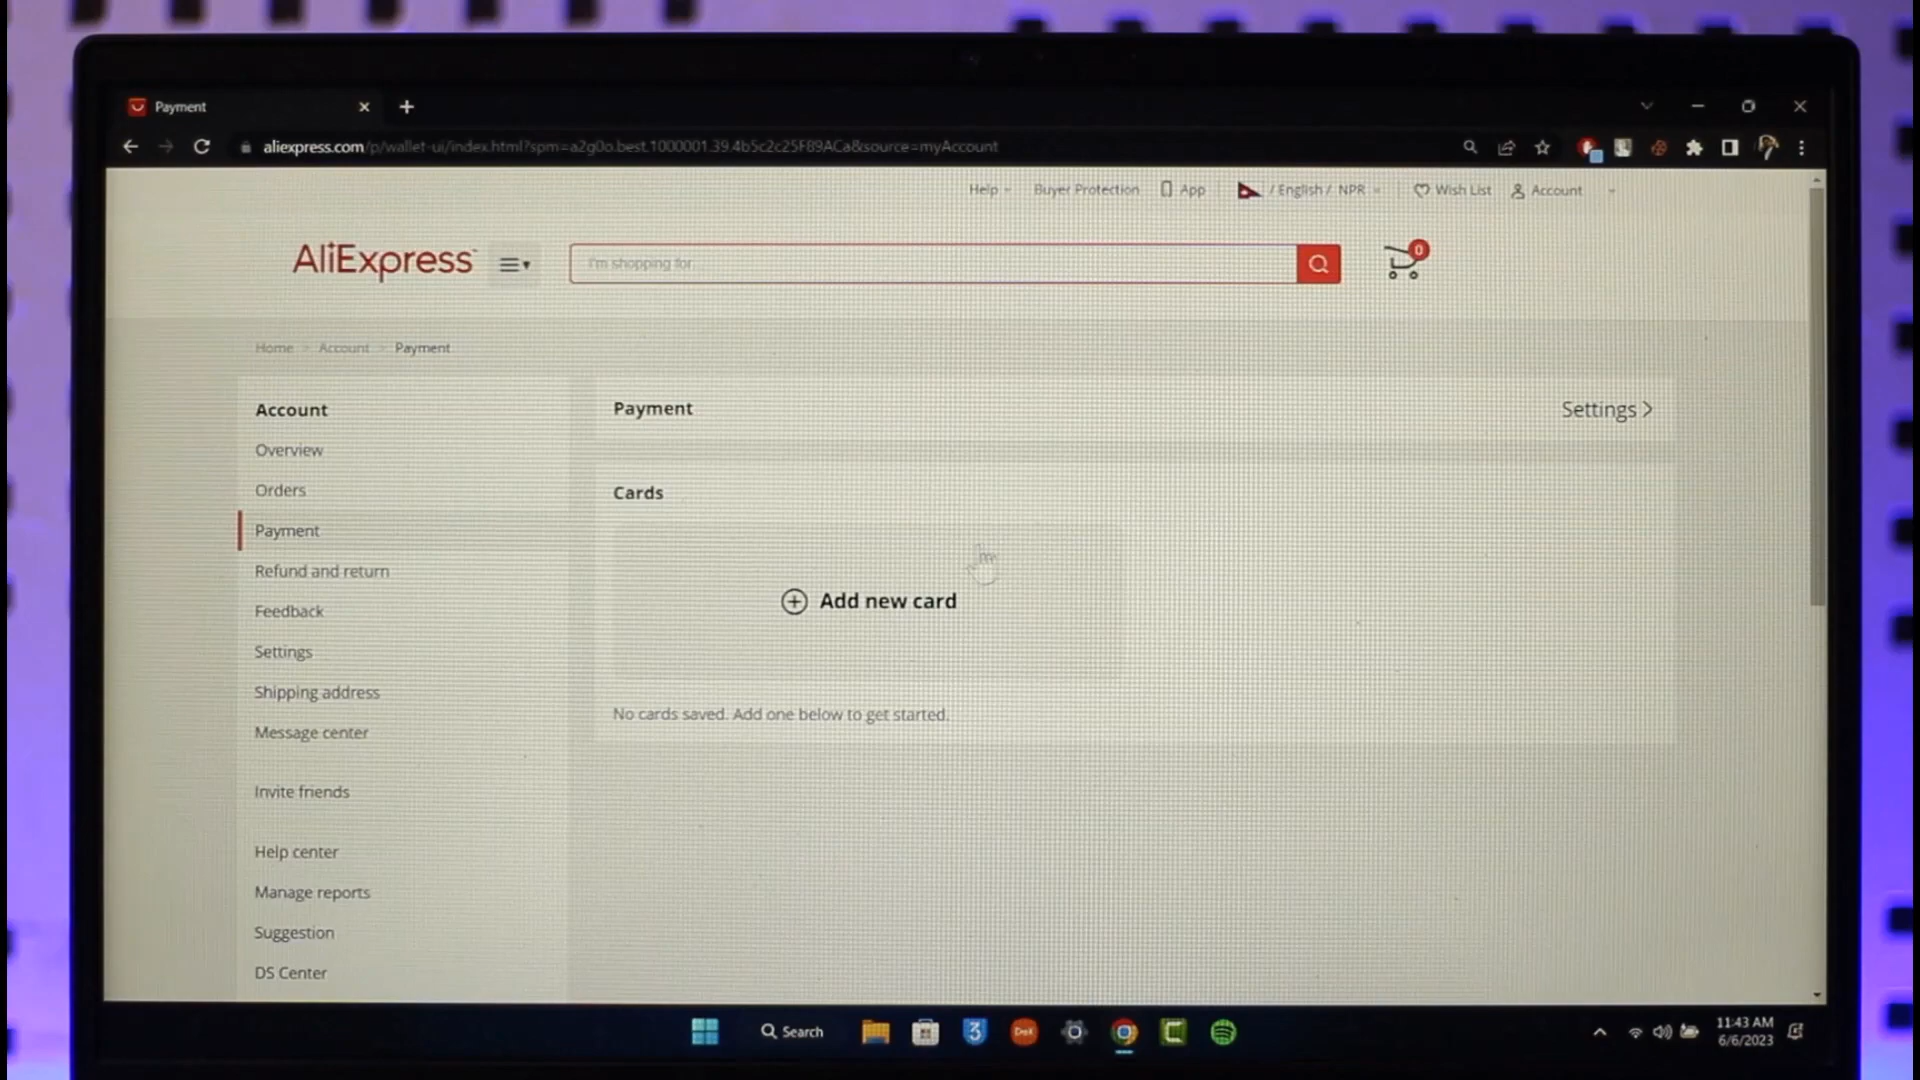 Payment
aliexpress.com/p/wallet-ui/index.html?spm=a2g0o.best.1000001.39.4b5c2c25F89ACa&source=myAccount
Help Buyer Protection App / English / NPR Wish List Account
AliExpress I'm shopping for 0
Home > Account > Payment
Account
Overview
Orders
Payment
Refund and return
Feedback
Settings
Shipping address
Message center
Invite friends
Help center
Manage reports
Suggestion
DS Center
Payment Settings >
Cards
Add new card
No cards saved. Add one below to get started.
Search 3 11:43 AM
6/6/2023